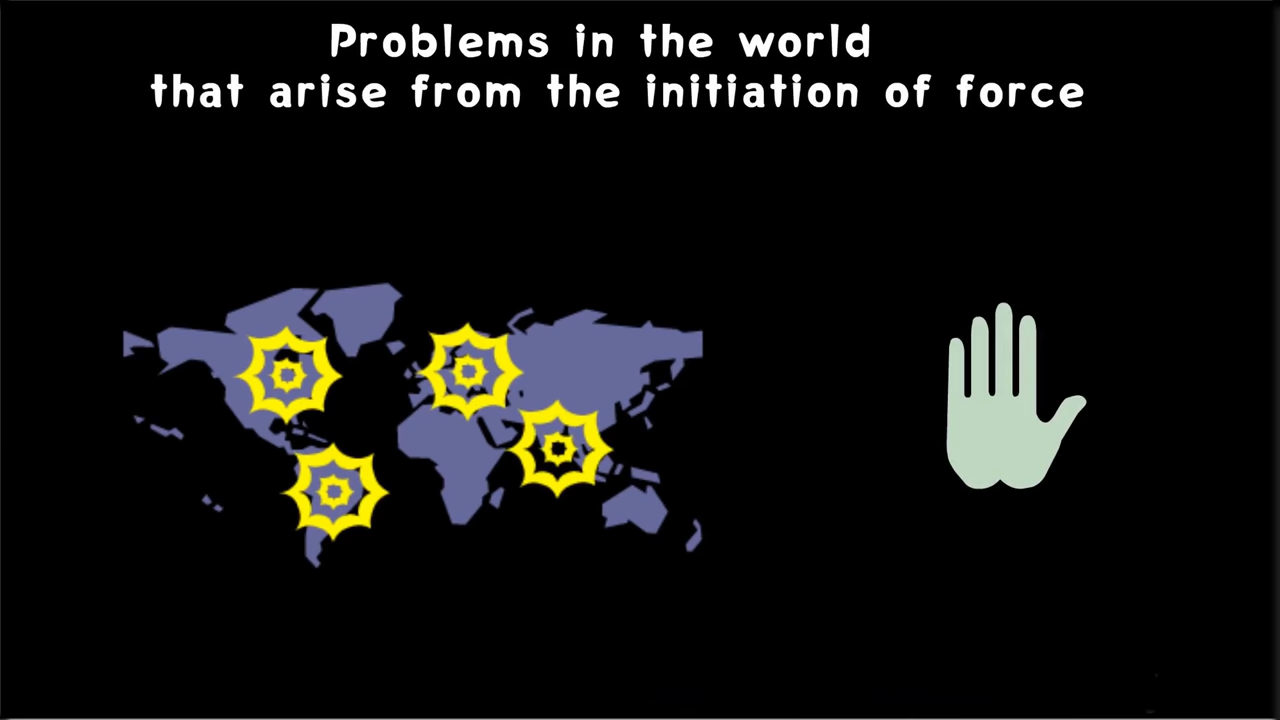 Problems in the world
that arise from the initiation of force